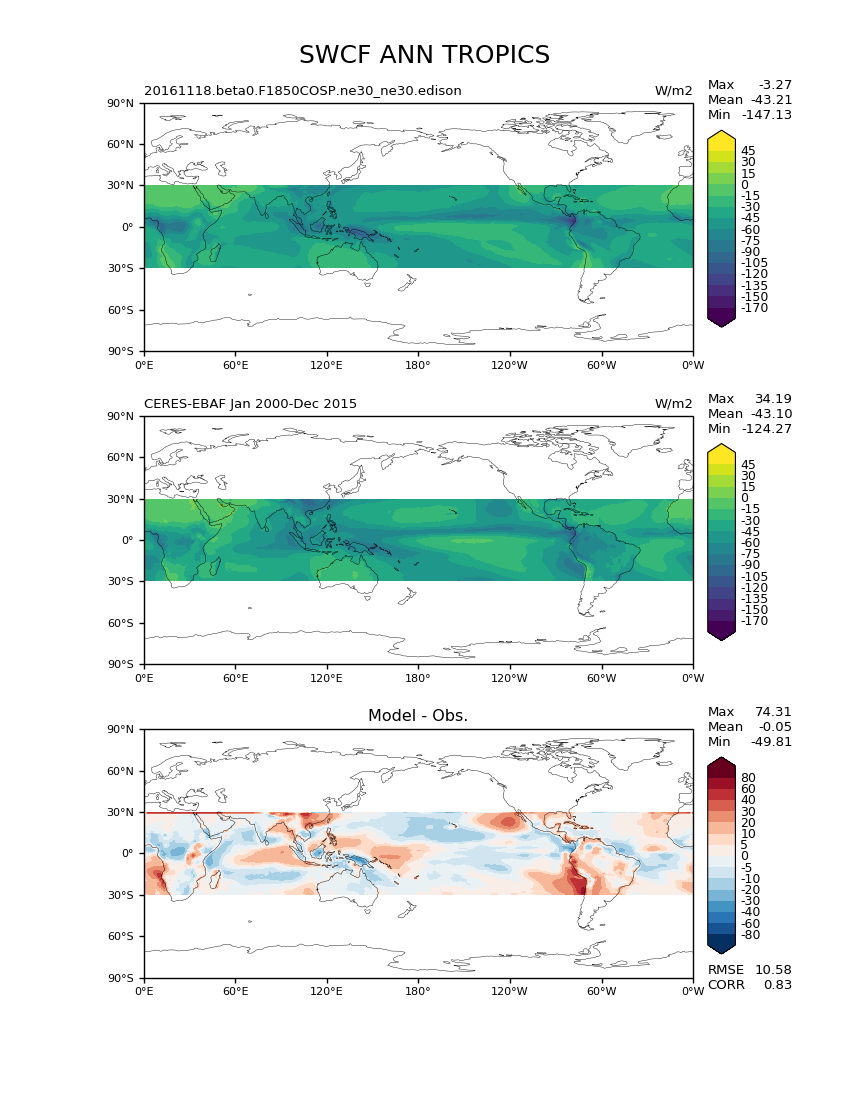 SWCF ANN TROPICS
20161118.beta0.F1850COSP.ne30_ne30.edison W/m2
Max -3.27
Mean -43.21
Min -147.13
90°N
60°N
30°N
0°
30°S
60°S
90°S
0°E 60°E 120°E 180° 120°W 60°W 0°W
45
30
15
0
-15
-30
-45
-60
-75
-90
-105
-120
-135
-150
-170
CERES-EBAF Jan 2000-Dec 2015 W/m2
Max 34.19
Mean -43.10
Min -124.27
90°N
60°N
30°N
0°
30°S
60°S
90°S
0°E 60°E 120°E 180° 120°W 60°W 0°W
45
30
15
0
-15
-30
-45
-60
-75
-90
-105
-120
-135
-150
-170
Model - Obs.
Max 74.31
Mean -0.05
Min -49.81
90°N
60°N
30°N
0°
30°S
60°S
90°S
0°E 60°E 120°E 180° 120°W 60°W 0°W
80
60
40
30
20
10
5
0
-5
-10
-20
-30
-40
-60
-80
RMSE 10.58
CORR 0.83